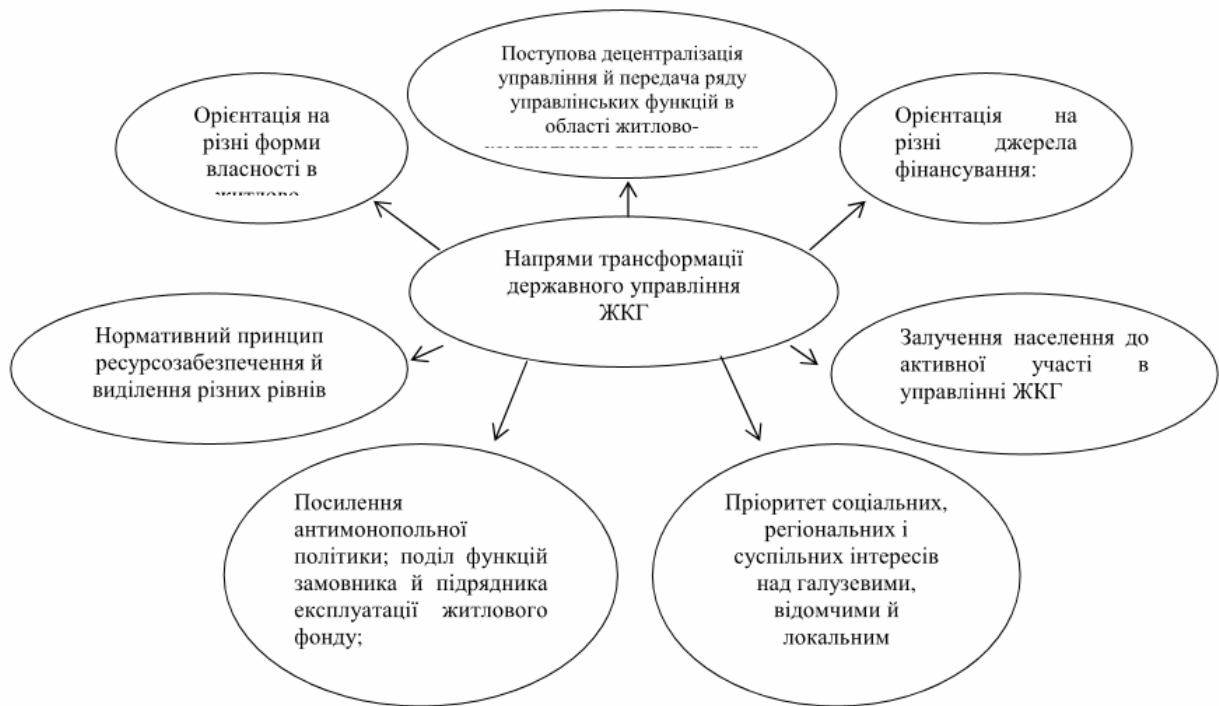 Поступова децентралізація
управління й передача ряду
управлінських функцій в
області житлово-
Орієнтація на
різні форми
власності в
житлово
Орієнтація на
різні джерела
фінансування:
Напрями трансформації
державного управління
ЖКГ
Нормативний принцип
ресурсозабезпечення й
виділення різних рівнів
Залучення населення до
активної участі в
управлінні ЖКГ
Посилення
антимонопольної
політики; поділ функцій
замовника й підрядника
експлуатації житлового
фонду;
Пріоритет соціальних,
регіональних і
суспільних інтересів
над галузевими,
відомчими й
локальним